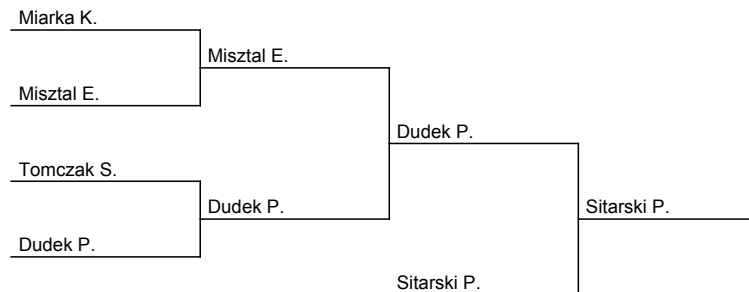 Miarka K.
Misztal E.
Misztal E.
Dudek P.
Tomczak S.
Dudek P.
Sitarski P.
Dudek P.
Sitarski P.